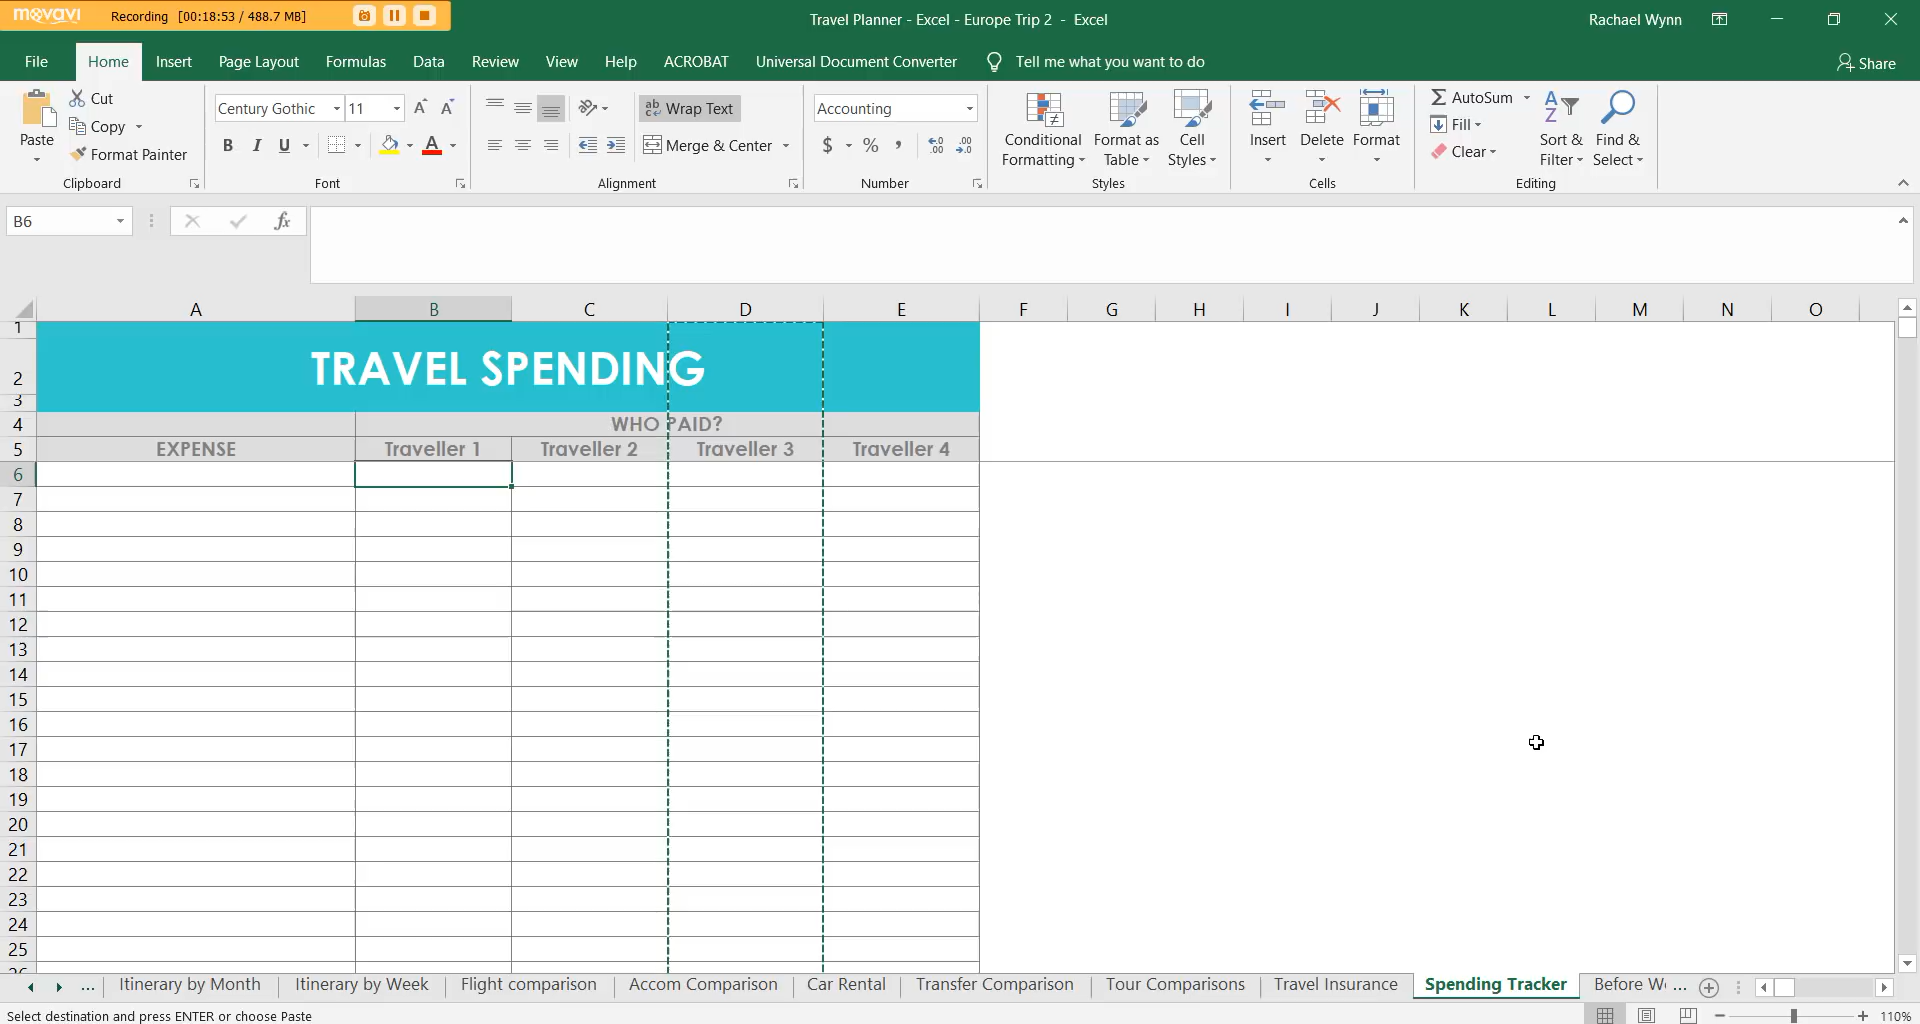 movavi Recording [00:18:53 / 488.7 MB]
Travel Planner - Excel - Europe Trip 2 - Excel
Rachael Wynn
File Home Insert Page Layout Formulas Data Review View Help ACROBAT Universal Document Converter Tell me what you want to do Share
Paste
Cut
Copy
Format Painter
Clipboard
Century Gothic 11
B I U A
Font
Wrap Text
Merge & Center
Alignment
Accounting
$ % ,
Number
Conditional Formatting
Format as Table
Cell Styles
Styles
Insert Delete Format
Cells
AutoSum
Fill
Clear
Sort & Filter
Find & Select
Editing
B6 fx
A B C D E F G H I J K L M N O
1
TRAVEL SPENDING
2
3
4 WHO PAID?
5 EXPENSE Traveller 1 Traveller 2 Traveller 3 Traveller 4
6
7
8
9
10
11
12
13
14
15
16
17
18
19
20
21
22
23
24
25
26
... Itinerary by Month Itinerary by Week Flight comparison Accom Comparison Car Rental Transfer Comparison Tour Comparisons Travel Insurance Spending Tracker Before We ...
Select destination and press ENTER or choose Paste
110%